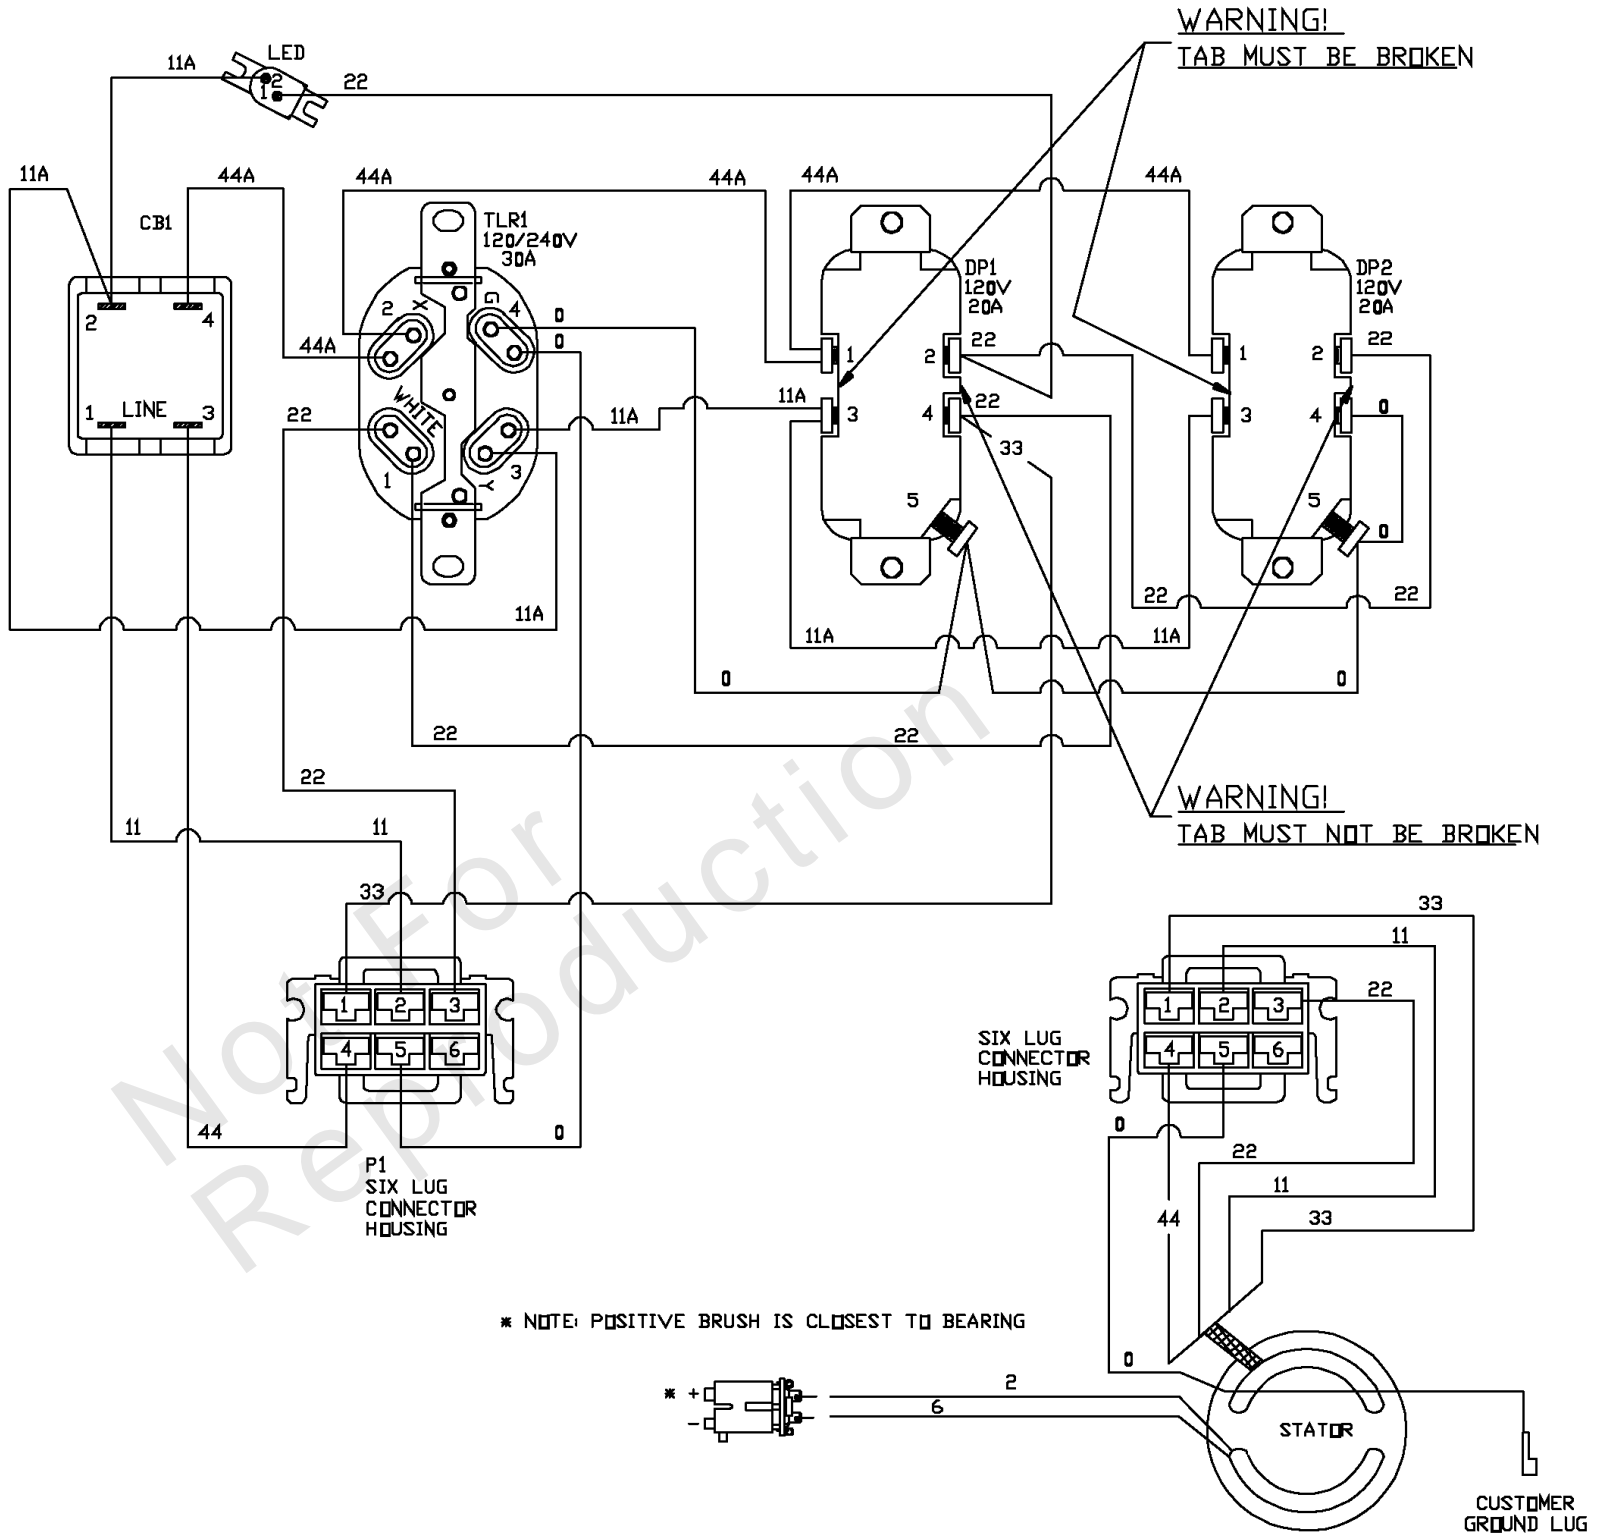 WARNING!
TAB MUST BE BROKEN
LED
11A
2
1
22
11A
44A
44A
44A
44A
44A
CB1
TLR1
120/240V
30A
DP1
120V
20A
DP2
120V
20A
2
4
1
LINE
3
2
X
G
4
0
0
44A
22
WHITE
1
Y
3
11A
11A
11A
1
2
22
3
4
22
33
5
1
2
22
3
4
0
5
0
22
22
11A
11A
0
0
22
22
22
WARNING!
TAB MUST NOT BE BROKEN
11
11
33
1
2
3
4
5
6
44
0
P1
SIX LUG
CONNECTOR
HOUSING
33
11
22
1
2
3
4
5
6
SIX LUG
CONNECTOR
HOUSING
0
22
11
44
33
* NOTE: POSITIVE BRUSH IS CLOSEST TO BEARING
0
* +
-
2
6
STATOR
CUSTOMER
GROUND LUG
Not For
Reproduction